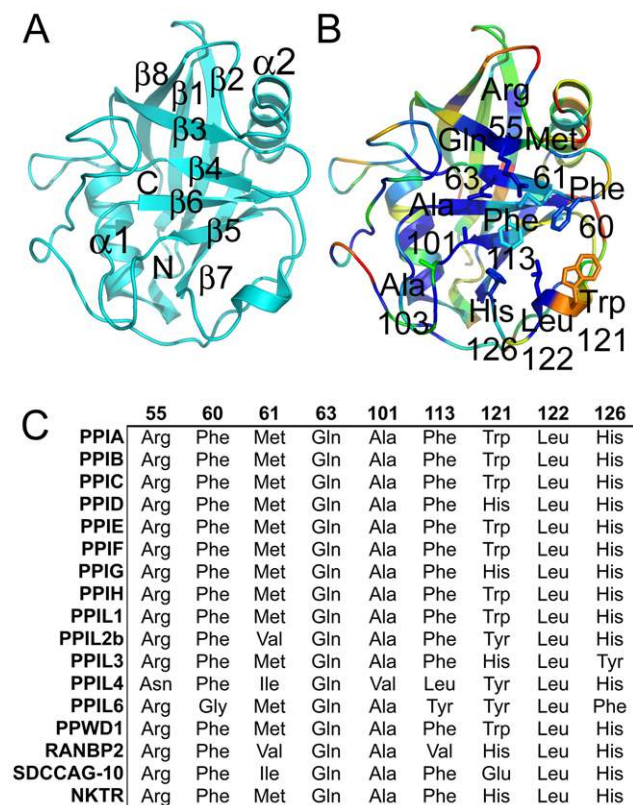 A
β8 β1 β2 α2
β3
β4
C
β6
α1
β5
N
β7
B
Arg
55
Gln Met
63 61
Ala Phe Phe
60
101 113
Ala His Leu Trp
103 126 122 121
C
55 60 61 63 101 113 121 122 126
PPIA Arg Phe Met Gln Ala Phe Trp Leu His
PPIB Arg Phe Met Gln Ala Phe Trp Leu His
PPIC Arg Phe Met Gln Ala Phe Trp Leu His
PPID Arg Phe Met Gln Ala Phe His Leu His
PPIE Arg Phe Met Gln Ala Phe Trp Leu His
PPIF Arg Phe Met Gln Ala Phe Trp Leu His
PPIG Arg Phe Met Gln Ala Phe His Leu His
PPIH Arg Phe Met Gln Ala Phe Trp Leu His
PPIL1 Arg Phe Met Gln Ala Phe Trp Leu His
PPIL2b Arg Phe Val Gln Ala Phe Tyr Leu His
PPIL3 Arg Phe Met Gln Ala Phe His Leu Tyr
PPIL4 Asn Phe Ile Gln Val Leu Tyr Leu His
PPIL6 Arg Gly Met Gln Ala Tyr Tyr Leu Phe
PPWD1 Arg Phe Met Gln Ala Phe Trp Leu His
RANBP2 Arg Phe Val Gln Ala Val His Leu His
SDCCAG-10 Arg Phe Ile Gln Ala Phe Glu Leu His
NKTR Arg Phe Met Gln Ala Phe His Leu His